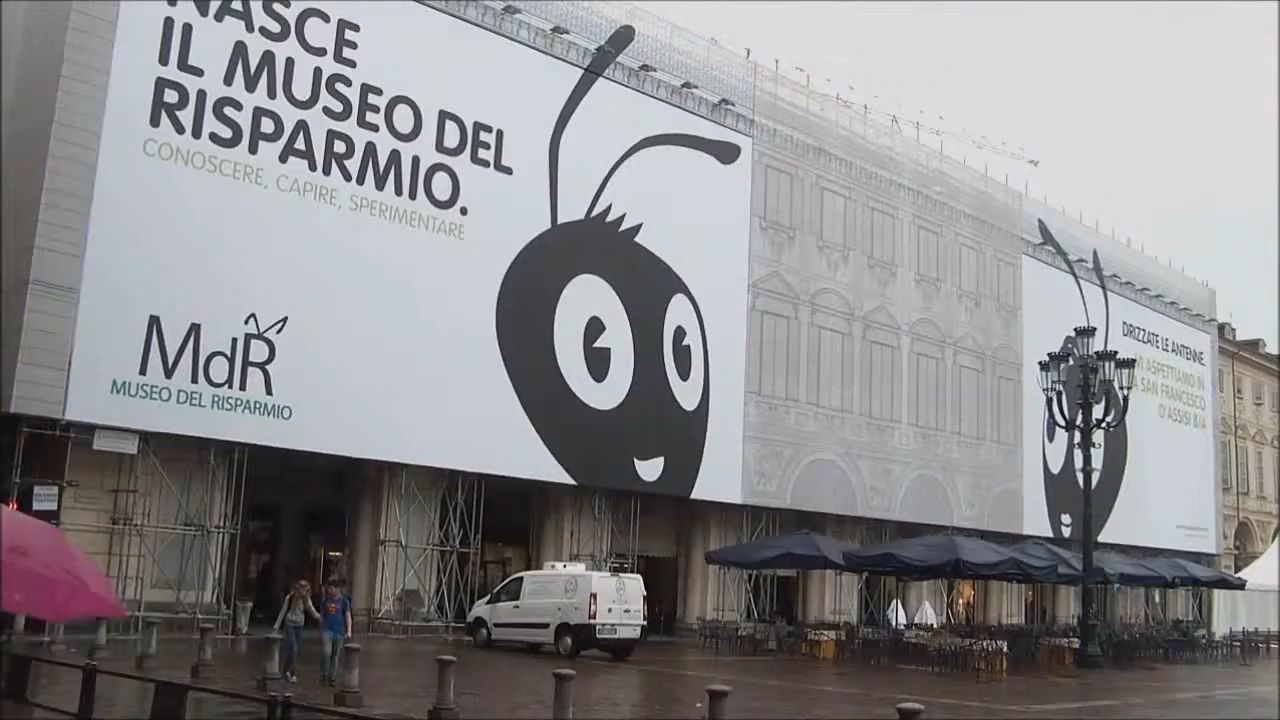 NASCE
IL MUSEO DEL
RISPARMIO.
CONOSCERE, CAPIRE, SPERIMENTARE
MdR
MUSEO DEL RISPARMIO
DRIZZATE LE ANTENNE.
ASPETTIAMO IN
SAN FRANCESCO
D'ASSISI 8/A